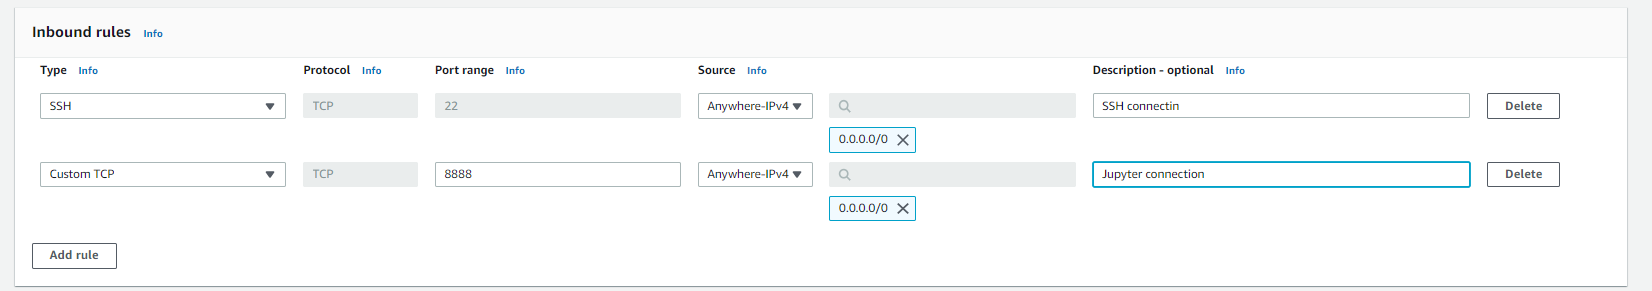 Inbound rules Info
Type Info Protocol Info Port range Info Source Info Description - optional Info
SSH TCP 22 Anywhere-IPv4 SSH connectin Delete
0.0.0.0/0
Custom TCP TCP 8888 Anywhere-IPv4 Jupyter connection Delete
0.0.0.0/0
Add rule